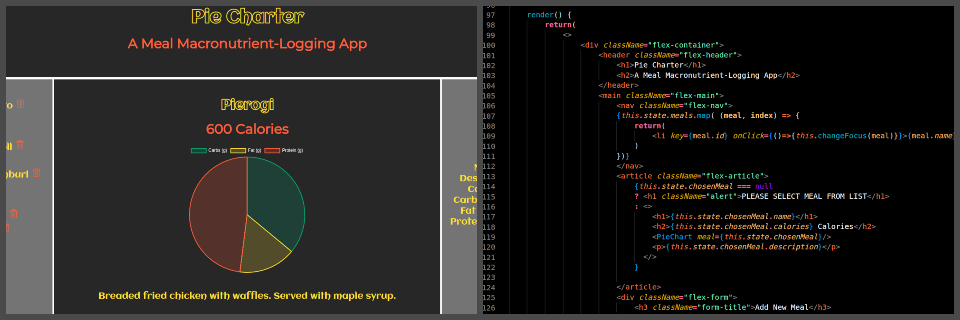 Pie Charter
A Meal Macronutrient-Logging App
Pierogi
600 Calories
Carbs (g) Fat (g) Protein (g)
Breaded fried chicken with waffles. Served with maple syrup.
97 render() {
98 return(
99 <>
100 <div className="flex-container">
101 <header className="flex-header">
102 <h1>Pie Charter</h1>
103 <h2>A Meal Macronutrient-Logging App</h2>
104 </header>
105 <main className="flex-main">
106 <nav className="flex-nav">
107 {this.state.meals.map( (meal, index) => {
108 return(
109 <li key={meal.id} onClick={()=>{this.changeFocus(meal)}}>{meal.name
110 )
111 })}
112 </nav>
113 <article className="flex-article">
114 {this.state.chosenMeal === null
115 ? <h1 className="alert">PLEASE SELECT MEAL FROM LIST</h1>
116 : <>
117 <h1>{this.state.chosenMeal.name}</h1>
118 <h2>{this.state.chosenMeal.calories} Calories</h2>
119 <PieChart meal={this.state.chosenMeal}/>
120 <p>{this.state.chosenMeal.description}</p>
121 </>
122 }
123
124 </article>
125 <div className="flex-form">
126 <h3 className="form-title">Add New Meal</h3>